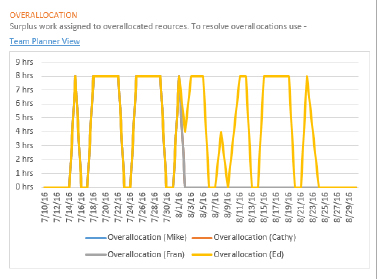 OVERALLOCATION
Surplus work assigned to overallocated reources. To resolve overallocations use -
Team Planner View
9 hrs
8 hrs
7 hrs
6 hrs
5 hrs
4 hrs
3 hrs
2 hrs
1 hrs
0 hrs
7/10/16 7/12/16 7/14/16 7/16/16 7/18/16 7/20/16 7/22/16 7/24/16 7/26/16 7/28/16 7/30/16 8/1/16 8/3/16 8/5/16 8/7/16 8/9/16 8/11/16 8/13/16 8/15/16 8/17/16 8/19/16 8/21/16 8/23/16 8/25/16 8/27/16 8/29/16
Overallocation (Mike) Overallocation (Cathy)
Overallocation (Fran) Overallocation (Ed)